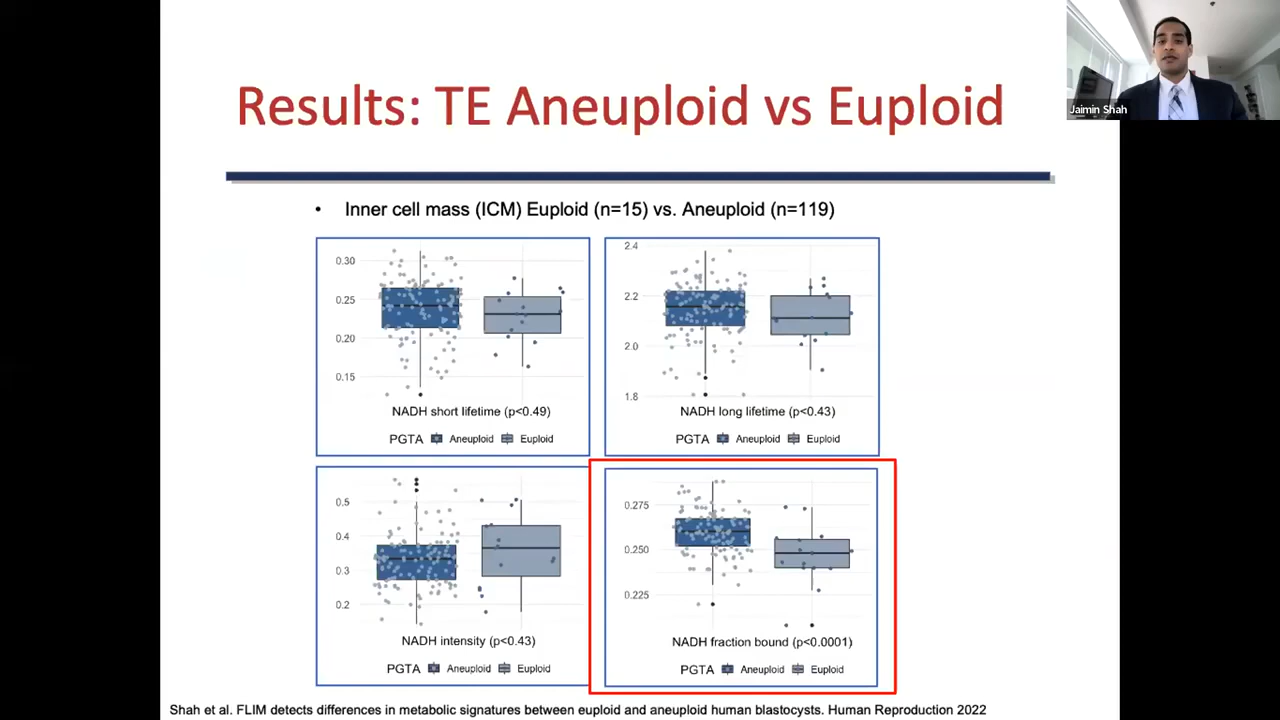 Results: TE Aneuploid vs Euploid
Jaimin Shah
• Inner cell mass (ICM) Euploid (n=15) vs. Aneuploid (n=119)
0.30
0.25
0.20
0.15
NADH short lifetime (p<0.49)
PGTA Aneuploid Euploid
2.4
2.2
2.0
1.8
NADH long lifetime (p<0.43)
PGTA Aneuploid Euploid
0.5
0.4
0.3
0.2
NADH intensity (p<0.43)
PGTA Aneuploid Euploid
0.275
0.250
0.225
NADH fraction bound (p<0.0001)
PGTA Aneuploid Euploid
Shah et al. FLIM detects differences in metabolic signatures between euploid and aneuploid human blastocysts. Human Reproduction 2022